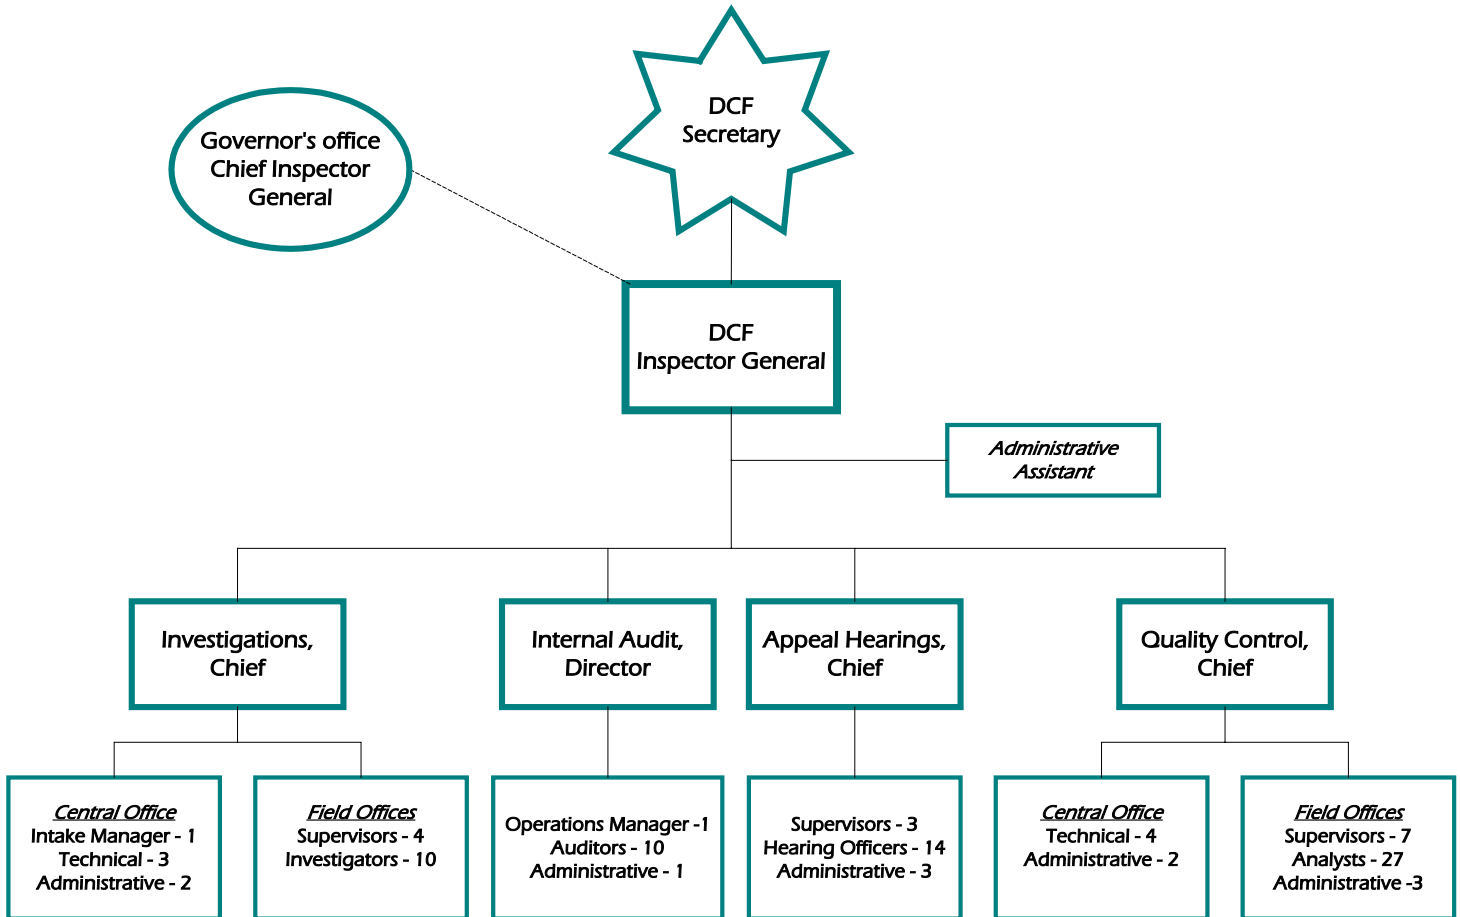 DCF
Secretary
Governor's office
Chief Inspector
General
DCF
Inspector General
Administrative
Assistant
Investigations,
Chief
Internal Audit,
Director
Appeal Hearings,
Chief
Quality Control,
Chief
Central Office
Intake Manager - 1
Technical - 3
Administrative - 2
Field Offices
Supervisors - 4
Investigators - 10
Operations Manager -1
Auditors - 10
Administrative - 1
Supervisors - 3
Hearing Officers - 14
Administrative - 3
Central Office
Technical - 4
Administrative - 2
Field Offices
Supervisors - 7
Analysts - 27
Administrative -3